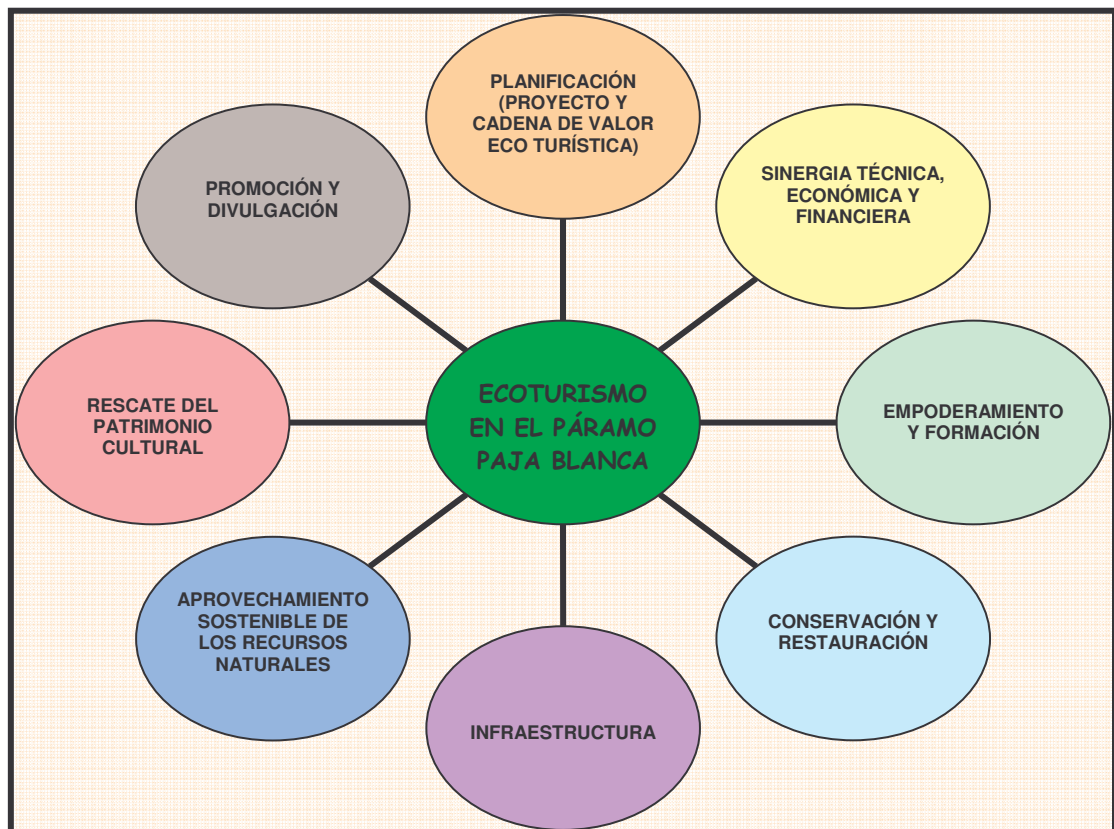 PLANIFICACIÓN
(PROYECTO Y
CADENA DE VALOR
ECO TURÍSTICA)
SINERGIA TÉCNICA,
ECONÓMICA Y
FINANCIERA
EMPODERAMIENTO
Y FORMACIÓN
CONSERVACIÓN Y
RESTAURACIÓN
INFRAESTRUCTURA
APROVECHAMIENTO
SOSTENIBLE DE
LOS RECURSOS
NATURALES
RESCATE DEL
PATRIMONIO
CULTURAL
PROMOCIÓN Y
DIVULGACIÓN
ECOTURISMO
EN EL PÁRAMO
PAJA BLANCA